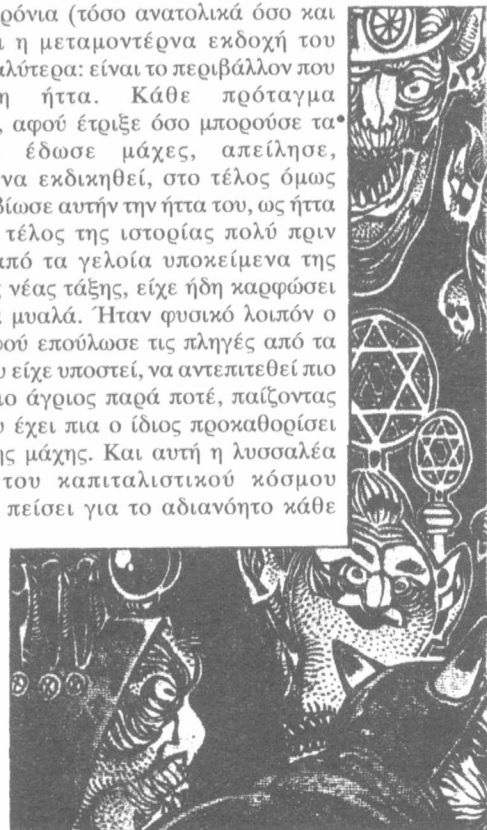 ρόνια (τόσο ανατολικά όσο και
ι η μεταμοντέρνα εκδοχή του
αλύτερα: είναι το περιβάλλον που
η ήττα. Κάθε πρόταγμα
, αφού έτριξε όσο μπορούσε τα
έδωσε μάχες, απείλησε,
να εκδικηθεί, στο τέλος όμως
βίωσε αυτήν την ήττα του, ως ήττα
τέλος της ιστορίας πολύ πριν
από τα γελοία υποκείμενα της
ς νέας τάξης, είχε ήδη καρφώσει
α μυαλά. Ήταν φυσικό λοιπόν ο
φού επούλωσε τις πληγές από τα
υ είχε υποστεί, να αντεπιτεθεί πιο
ιο άγριος παρά ποτέ, παίζοντας
υ έχει πια ο ίδιος προκαθορίσει
ης μάχης. Και αυτή η λυσσαλέα
του καπιταλιστικού κόσμου
πείσει για το αδιανόητο κάθε